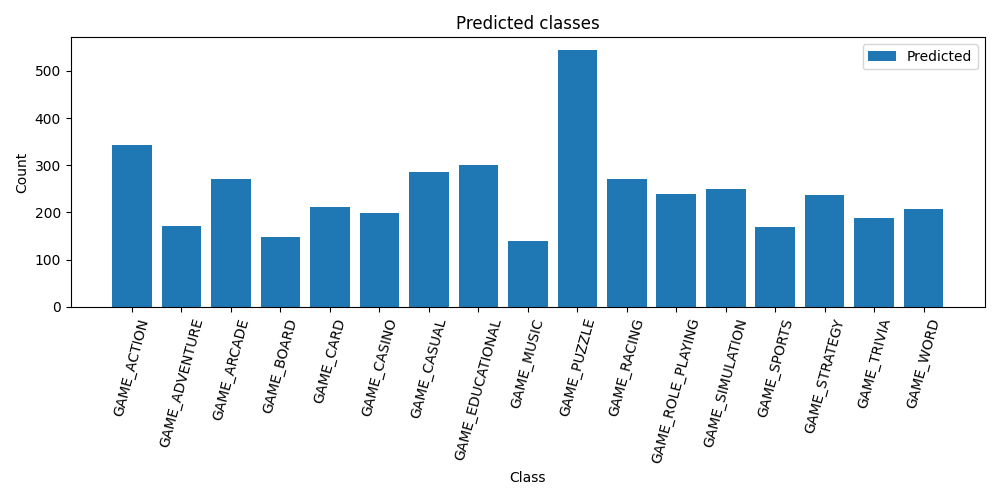 Predicted classes
Predicted
Count
500
400
300
200
100
0
GAME_ACTION
GAME_ADVENTURE
GAME_ARCADE
GAME_BOARD
GAME_CARD
GAME_CASINO
GAME_CASUAL
GAME_EDUCATIONAL
GAME_MUSIC
GAME_PUZZLE
GAME_RACING
GAME_ROLE_PLAYING
GAME_SIMULATION
GAME_SPORTS
GAME_STRATEGY
GAME_TRIVIA
GAME_WORD
Class